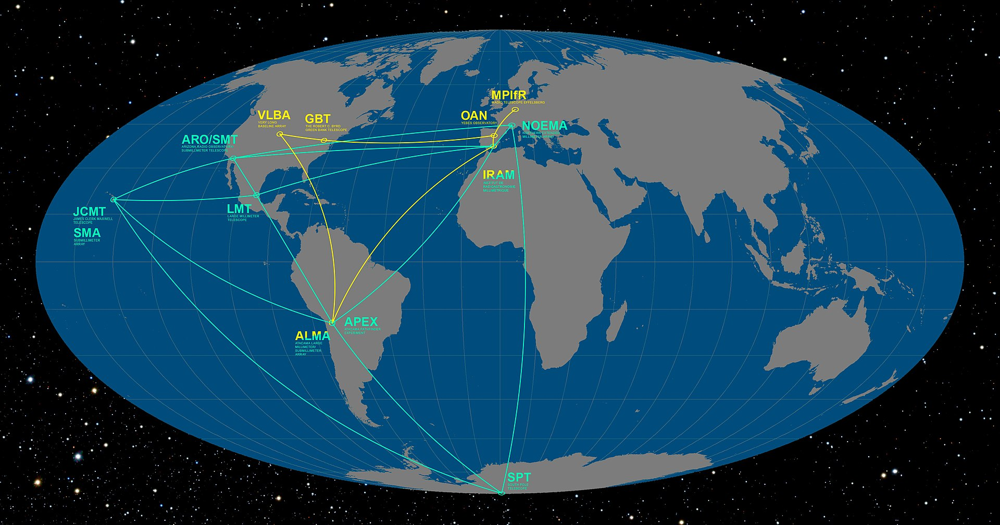 MPIfR
RADIO TELESCOPE EFFELSBERG
VLBA
VERY LONG
BASELINE ARRAY
GBT
THE ROBERT C. BYRD
GREEN BANK TELESCOPE
OAN
YEBES OBSERVATORY
NOEMA
NORTHERN EXTENDED
MILLIMETER ARRAY
ARO/SMT
ARIZONA RADIO OBSERVATORY/
SUBMILLIMETER TELESCOPE
IRAM
INSTITUT DE
RADIOASTRONOMIE
MILLIMETRIQUE
JCMT
JAMES CLERK MAXWELL
TELESCOPE
SMA
SUBMILLIMETER
ARRAY
LMT
LARGE MILLIMETER
TELESCOPE
APEX
ATACAMA PATHFINDER
EXPERIMENT
ALMA
ATACAMA LARGE
MILLIMETER/
SUBMILLIMETER
ARRAY
SPT
SOUTH POLE
TELESCOPE